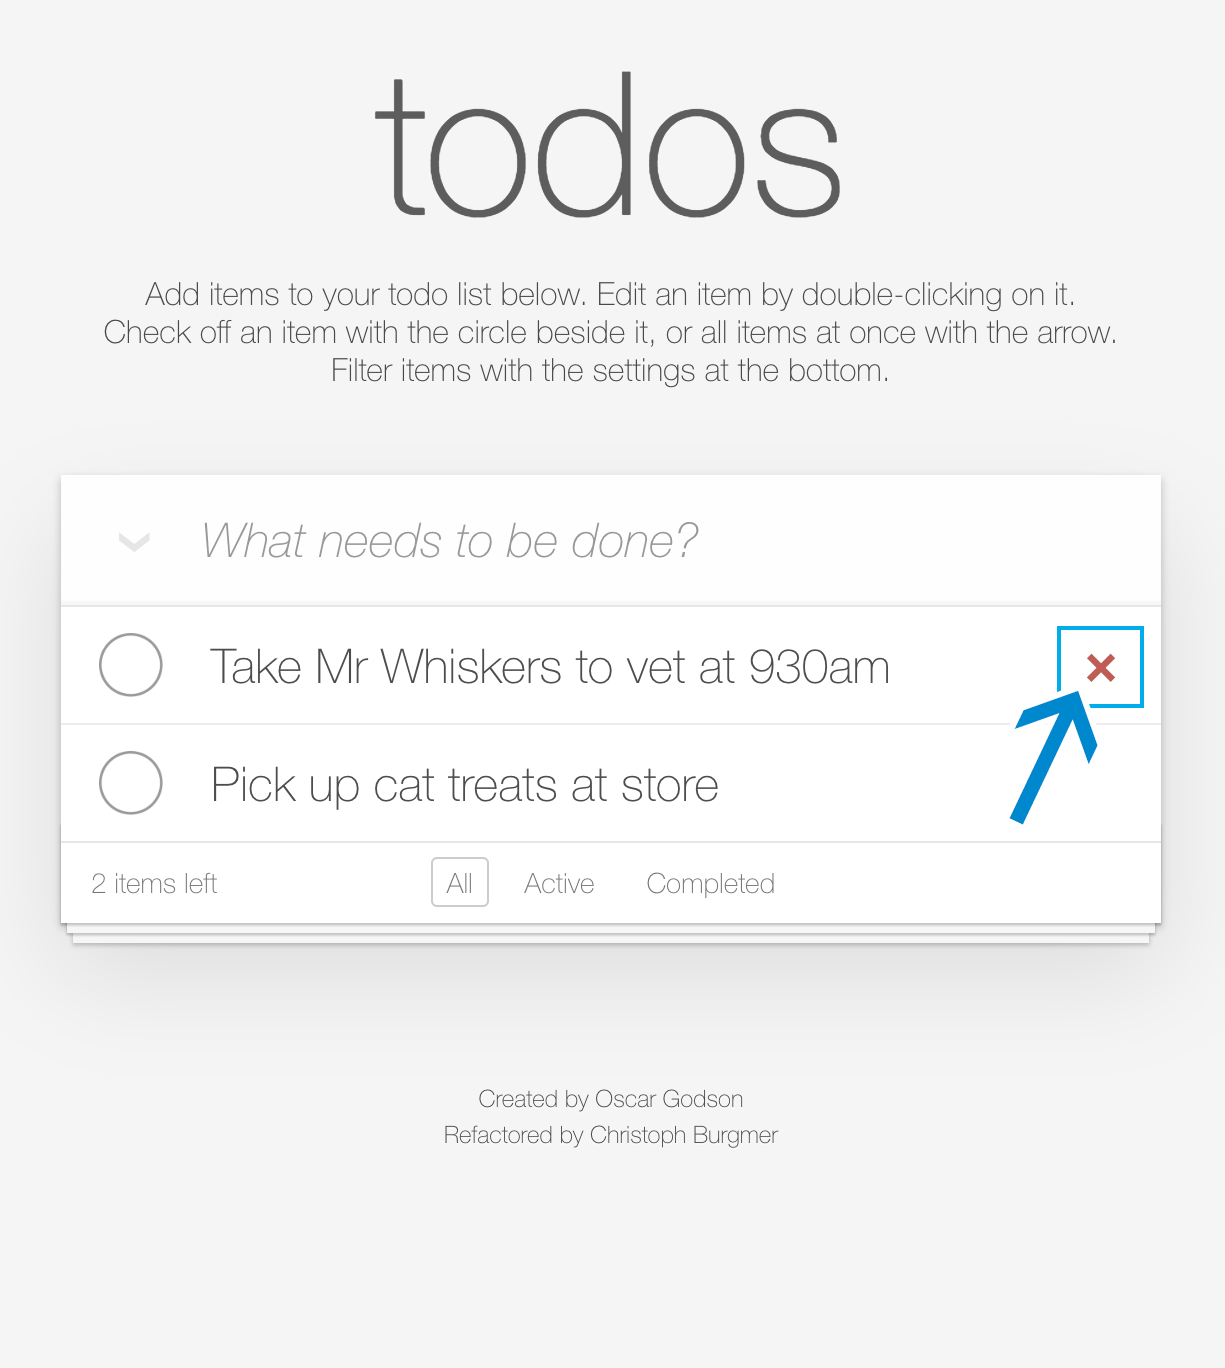 todos
Add items to your todo list below. Edit an item by double-clicking on it.
Check off an item with the circle beside it, or all items at once with the arrow.
Filter items with the settings at the bottom.
What needs to be done?
Take Mr Whiskers to vet at 930am
Pick up cat treats at store
2 items left All Active Completed
Created by Oscar Godson
Refactored by Christoph Burgmer